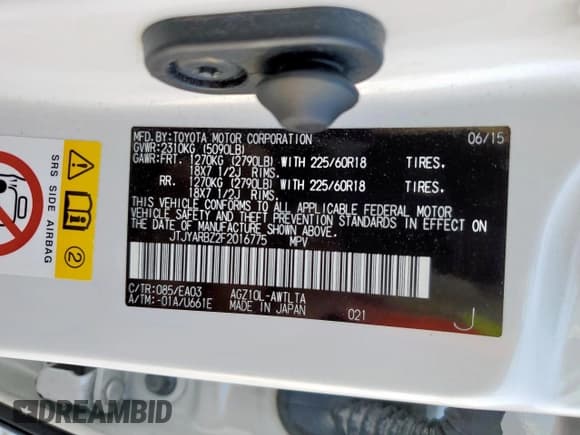 MFD.BY:TOYOTA MOTOR CORPORATION 06/15
GVWR:2310KG (5090LB)
GAWR:FRT. 1270KG (2790LB) WITH 225/60R18 TIRES.
18X7 1/2J RIMS.
RR. 1270KG (2790LB) WITH 225/60R18 TIRES.
18X7 1/2J RIMS.
THIS VEHICLE CONFORMS TO ALL APPLICABLE FEDERAL MOTOR
VEHICLE SAFETY AND THEFT PREVENTION STANDARDS IN EFFECT ON
THE DATE OF MANUFACTURE SHOWN ABOVE.
JTJYARBZ2F2016775 MPV
C/TR:085/EA03 AGZ10L-AWTLTA
A/TM:-01A/U661E MADE IN JAPAN 021 J
SRS SIDE AIRBAG
2
DREAMBID